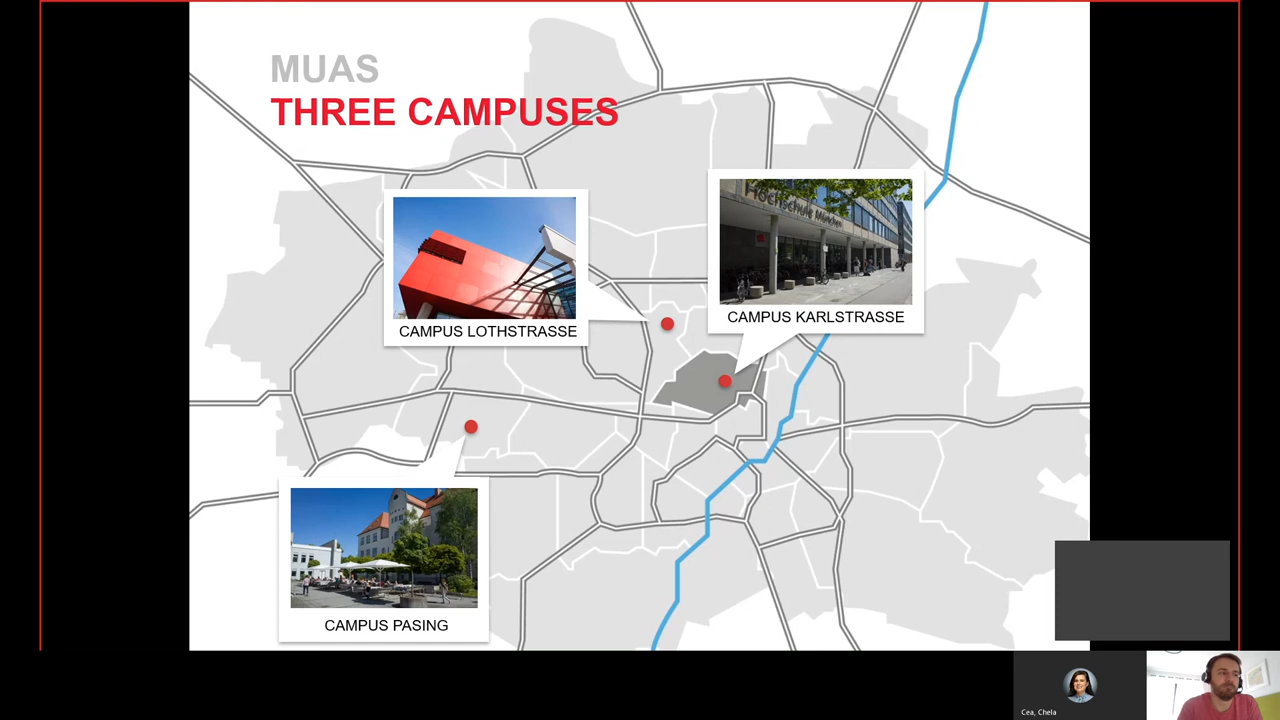 MUAS
THREE CAMPUSES
Hochschule München
CAMPUS LOTHSTRASSE
CAMPUS KARLSTRASSE
CAMPUS PASING
Cea, Chela